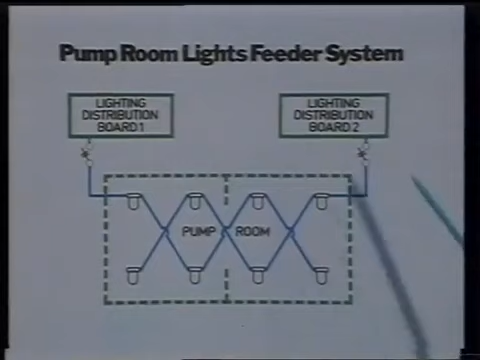 Pump Room Lights Feeder System
LIGHTING
DISTRIBUTION
BOARD 1
LIGHTING
DISTRIBUTION
BOARD 2
PUMP ROOM